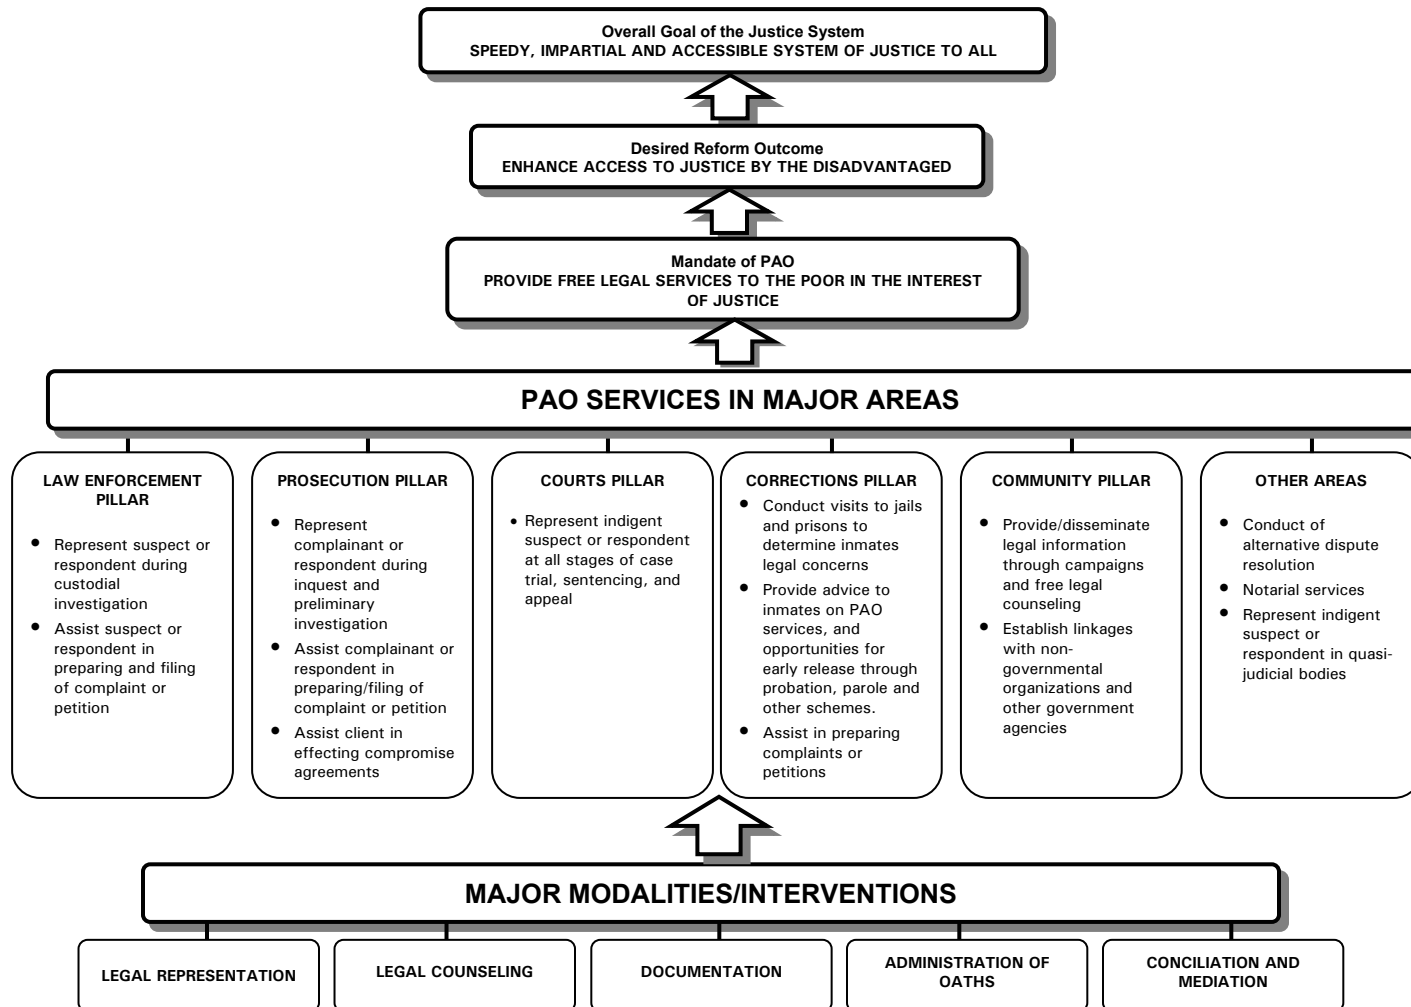 Overall Goal of the Justice System
SPEEDY, IMPARTIAL AND ACCESSIBLE SYSTEM OF JUSTICE TO ALL
Desired Reform Outcome
ENHANCE ACCESS TO JUSTICE BY THE DISADVANTAGED
Mandate of PAO
PROVIDE FREE LEGAL SERVICES TO THE POOR IN THE INTEREST
OF JUSTICE
PAO SERVICES IN MAJOR AREAS
LAW ENFORCEMENT
PILLAR
• Represent suspect or
respondent during
custodial
investigation
• Assist suspect or
respondent in
preparing and filing
of complaint or
petition
PROSECUTION PILLAR
• Represent
complainant or
respondent during
inquest and
preliminary
investigation
• Assist complainant or
respondent in
preparing/filing of
complaint or petition
• Assist client in
effecting compromise
agreements
COURTS PILLAR
• Represent indigent
suspect or respondent
at all stages of case
trial, sentencing, and
appeal
CORRECTIONS PILLAR
• Conduct visits to jails
and prisons to
determine inmates
legal concerns
• Provide advice to
inmates on PAO
services, and
opportunities for
early release through
probation, parole and
other schemes.
• Assist in preparing
complaints or
petitions
COMMUNITY PILLAR
• Provide/disseminate
legal information
through campaigns
and free legal
counseling
• Establish linkages
with non-
governmental
organizations and
other government
agencies
OTHER AREAS
• Conduct of
alternative dispute
resolution
• Notarial services
• Represent indigent
suspect or
respondent in quasi-
judicial bodies
MAJOR MODALITIES/INTERVENTIONS
LEGAL REPRESENTATION
LEGAL COUNSELING
DOCUMENTATION
ADMINISTRATION OF
OATHS
CONCILIATION AND
MEDIATION